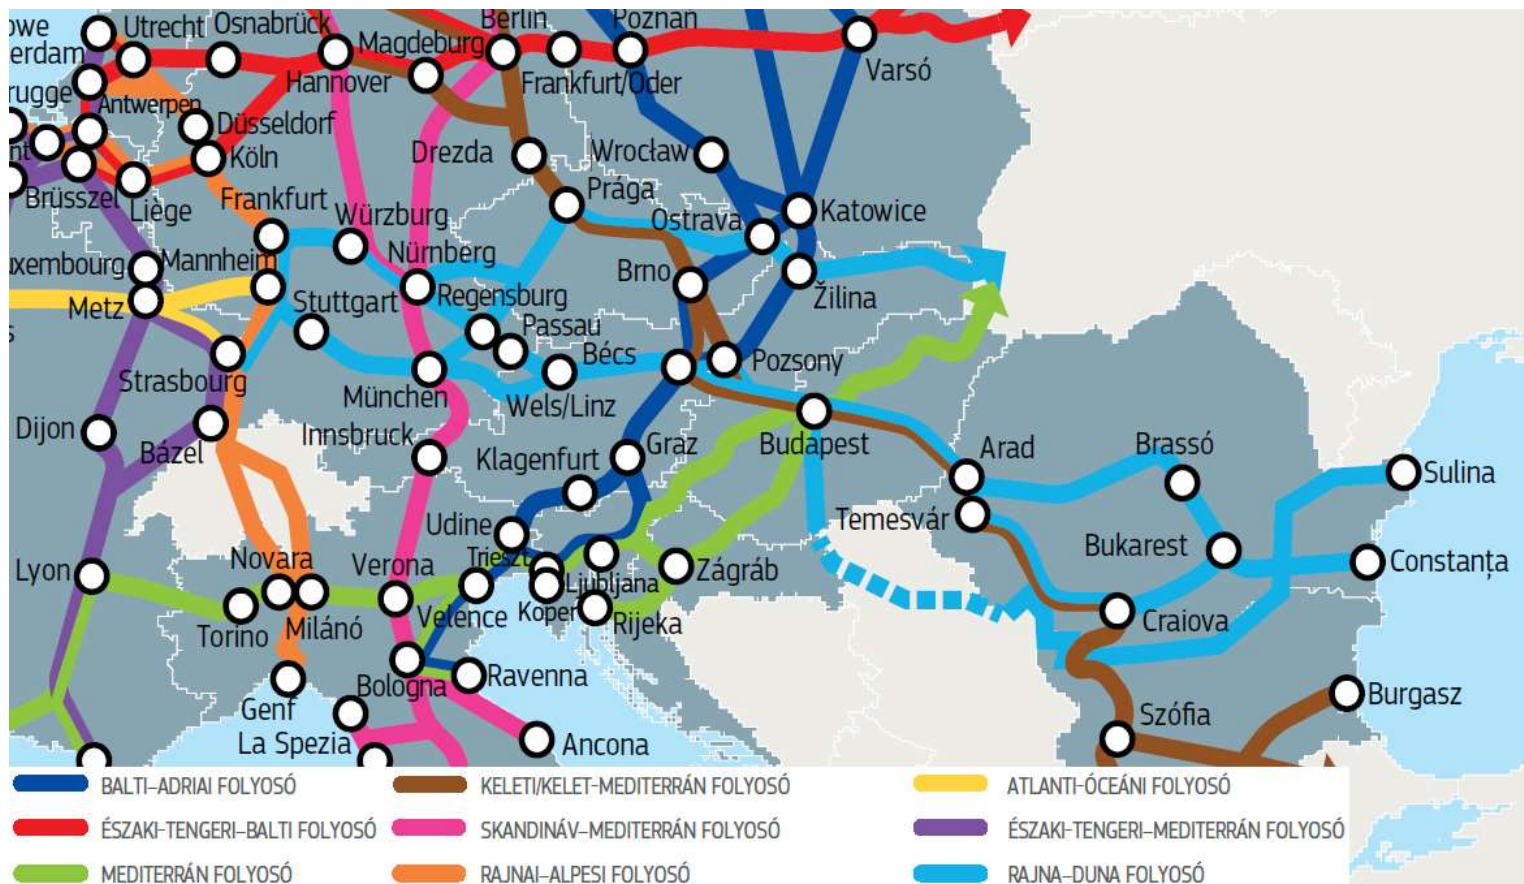 Utrecht
Osnabrück
Berlin
Poznań
Magdeburg
Hannover
Frankfurt/Oder
Varsó
Antwerpen
Düsseldorf
Köln
Drezda
Wrocław
Brüsszel
Liège
Frankfurt
Prága
Würzburg
Ostrava
Katowice
Mannheim
Nürnberg
Brno
Metz
Stuttgart
Regensburg
Žilina
Passau
Bécs
Pozsony
Strasbourg
München
Wels/Linz
Dijon
Bázel
Innsbruck
Klagenfurt
Graz
Budapest
Arad
Brassó
Sulina
Udine
Temesvár
Bukarest
Constanța
Lyon
Novara
Verona
Trieszt
Ljubljana
Zágráb
Torino
Milánó
Velence
Koper
Rijeka
Craiova
Bologna
Ravenna
Genf
Burgasz
Szófia
La Spezia
Ancona
BALTI–ADRIAI FOLYOSÓ
KELETI/KELET-MEDITERRÁN FOLYOSÓ
ATLANTI-ÓCEÁNI FOLYOSÓ
ÉSZAKI-TENGERI–BALTI FOLYOSÓ
SKANDINÁV–MEDITERRÁN FOLYOSÓ
ÉSZAKI-TENGERI–MEDITERRÁN FOLYOSÓ
MEDITERRÁN FOLYOSÓ
RAJNAI–ALPESI FOLYOSÓ
RAJNA–DUNA FOLYOSÓ